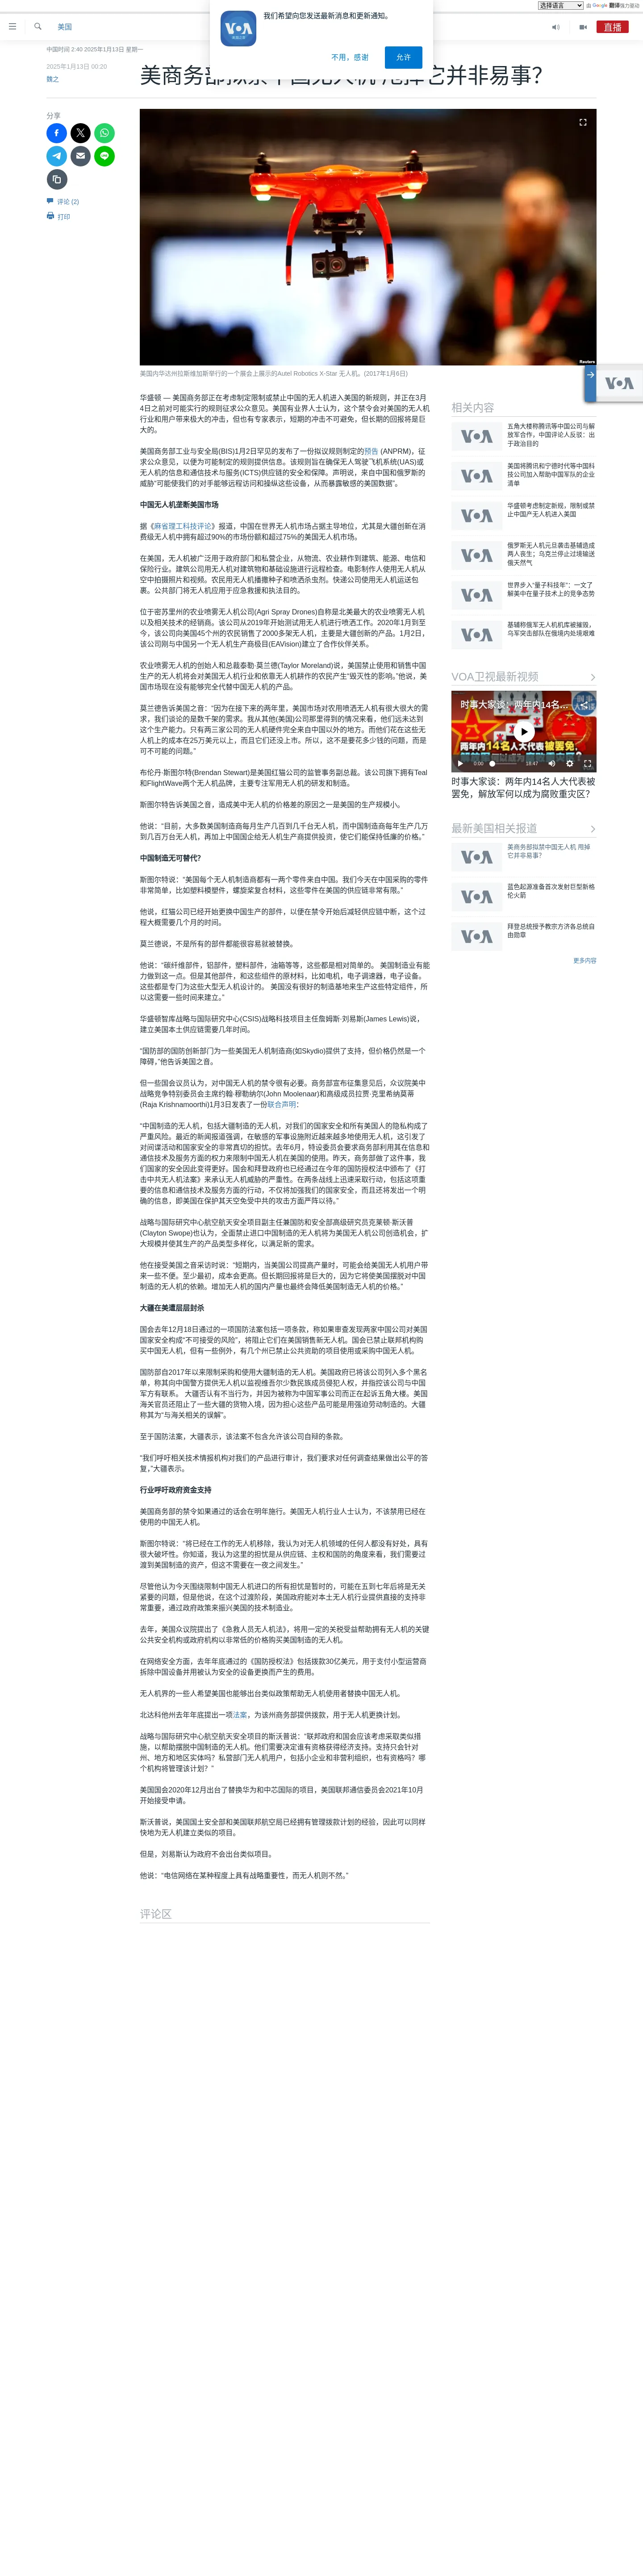 选择语言 由 Google 翻译强力驱动
我们希望向您发送最新消息和更新通知。
VOA
不用，感谢
允许
美国
直播
中国时间 2:40 2025年1月13日 星期一
2025年1月13日 00:20
魏之
美商务部拟禁中国无人机 甩掉它并非易事？
分享
评论 (2)
打印
Reuters
美国内华达州拉斯维加斯举行的一个展会上展示的Autel Robotics X-Star 无人机。(2017年1月6日)
华盛顿 — 美国商务部正在考虑制定限制或禁止中国的无人机进入美国的新规则，并正在3月
4日之前对可能实行的规则征求公众意见。美国有业界人士认为，这个禁令会对美国的无人机
行业和用户带来极大的冲击，但也有专家表示，短期的冲击不可避免，但长期的回报将是巨
大的。
美国商务部工业与安全局(BIS)1月2日罕见的发布了一份拟议规则制定的预告 (ANPRM)，征
求公众意见，以便为可能制定的规则提供信息。该规则旨在确保无人驾驶飞机系统(UAS)或
无人机的信息和通信技术与服务(ICTS)供应链的安全和保障。声明说，来自中国和俄罗斯的
威胁“可能使我们的对手能够远程访问和操纵这些设备，从而暴露敏感的美国数据”。
中国无人机垄断美国市场
据《麻省理工科技评论》报道，中国在世界无人机市场占据主导地位，尤其是大疆创新在消
费级无人机中拥有超过90%的市场份额和超过75%的美国无人机市场。
在美国，无人机被广泛用于政府部门和私营企业，从物流、农业耕作到建筑、能源、电信和
保险行业。建筑公司用无人机对建筑物和基础设施进行远程检查。电影制作人使用无人机从
空中拍摄照片和视频。农民用无人机播撒种子和喷洒杀虫剂。快递公司使用无人机运送包
裹。公共部门将无人机应用于应急救援和执法目的。
位于密苏里州的农业喷雾无人机公司(Agri Spray Drones)自称是北美最大的农业喷雾无人机
以及相关技术的经销商。该公司从2019年开始测试用无人机进行喷洒工作。2020年1月到至
今，该公司向美国45个州的农民销售了2000多架无人机，主要是大疆创新的产品。1月2日，
该公司刚与中国另一个无人机生产商极目(EAVision)建立了合作伙伴关系。
农业喷雾无人机的创始人和总裁泰勒·莫兰德(Taylor Moreland)说，美国禁止使用和销售中国
生产的无人机将会对美国无人机行业和依靠无人机耕作的农民产生“毁灭性的影响。”他说，美
国市场现在没有能够完全代替中国无人机的产品。
莫兰德告诉美国之音：“因为在接下来的两年里，美国市场对农用喷洒无人机有很大很大的需
求，我们谈论的是数千架的需求。我从其他(美国)公司那里得到的情况来看，他们远未达到
这个生产能力。只有两三家公司的无人机硬件完全来自中国以外的地方。而他们花在这些无
人机上的成本在25万美元以上，而且它们还没上市。所以，这不是要花多少钱的问题，而是
可不可能的问题。”
布伦丹·斯图尔特(Brendan Stewart)是美国红猫公司的监管事务副总裁。该公司旗下拥有Teal
和FlightWave两个无人机品牌，主要专注军用无人机的研发和制造。
斯图尔特告诉美国之音，造成美中无人机的价格差的原因之一是美国的生产规模小。
他说：“目前，大多数美国制造商每月生产几百到几千台无人机，而中国制造商每年生产几万
到几百万台无人机，再加上中国国企给无人机生产商提供投资，使它们能保持低廉的价格。”
中国制造无可替代?
斯图尔特说：“美国每个无人机制造商都有一两个零件来自中国。我们今天在中国采购的零件
非常简单，比如塑料模塑件，螺旋桨复合材料，这些零件在美国的供应链非常有限。”
他说，红猫公司已经开始更换中国生产的部件，以便在禁令开始后减轻供应链中断，这个过
程大概需要几个月的时间。
莫兰德说，不是所有的部件都能很容易就被替换。
他说：“碳纤维部件，铝部件，塑料部件，油箱等等，这些都是相对简单的。 美国制造业有能
力做到这一点。但是其他部件，和这些组件的原材料，比如电机，电子调速器，电子设备。
这些都是专门为这些大型无人机设计的。 美国没有很好的制造基地来生产这些特定组件，所
以这需要一些时间来建立。”
华盛顿智库战略与国际研究中心(CSIS)战略科技项目主任詹姆斯·刘易斯(James Lewis)说，
建立美国本土供应链需要几年时间。
“国防部的国防创新部门为一些美国无人机制造商(如Skydio)提供了支持，但价格仍然是一个
障碍，”他告诉美国之音。
但一些国会议员认为，对中国无人机的禁令很有必要。商务部宣布征集意见后，众议院美中
战略竞争特别委员会主席约翰·穆勒纳尔(John Moolenaar)和高级成员拉贾·克里希纳莫蒂
(Raja Krishnamoorthi)1月3日发表了一份联合声明：
“中国制造的无人机，包括大疆制造的无人机，对我们的国家安全和所有美国人的隐私构成了
严重风险。最近的新闻报道强调，在敏感的军事设施附近越来越多地使用无人机，这引发了
对间谍活动和国家安全的非常真切的担忧。去年6月，特设委员会要求商务部利用其在信息和
通信技术及服务方面的权力来限制中国无人机在美国的使用。昨天，商务部做了这件事，我
们国家的安全因此变得更好。国会和拜登政府也已经通过在今年的国防授权法中颁布了《打
击中共无人机法案》来承认无人机威胁的严重性。在两条战线上迅速采取行动，包括这项重
要的信息和通信技术及服务方面的行动，不仅将加强我们的国家安全，而且还将发出一个明
确的信息，即美国在保护其天空免受中共的攻击方面严阵以待。”
战略与国际研究中心航空航天安全项目副主任兼国防和安全部高级研究员克莱顿·斯沃普
(Clayton Swope)也认为，全面禁止进口中国制造的无人机将为美国无人机公司创造机会，扩
大规模并使其生产的产品类型多样化，以满足新的需求。
他在接受美国之音采访时说：“短期内，当美国公司提高产量时，可能会给美国无人机用户带
来一些不便。至少最初，成本会更高。但长期回报将是巨大的，因为它将使美国摆脱对中国
制造的无人机的依赖。增加无人机的国内产量也最终会降低美国制造无人机的价格。”
大疆在美遭层层封杀
国会去年12月18日通过的一项国防法案包括一项条款，称如果审查发现两家中国公司对美国
国家安全构成“不可接受的风险”，将阻止它们在美国销售新无人机。国会已禁止联邦机构购
买中国无人机，但有一些例外，有几个州已禁止公共资助的项目使用或采购中国无人机。
国防部自2017年以来限制采购和使用大疆制造的无人机。美国政府已将该公司列入多个黑名
单，称其向中国警方提供无人机以监视维吾尔少数民族成员侵犯人权，并指控该公司与中国
军方有联系。 大疆否认有不当行为，并因为被称为中国军事公司而正在起诉五角大楼。美国
海关官员还阻止了一些大疆的货物入境，因为担心这些产品可能是用强迫劳动制造的。大疆
称其为“与海关相关的误解”。
至于国防法案，大疆表示，该法案不包含允许该公司自辩的条款。
“我们呼吁相关技术情报机构对我们的产品进行审计，我们要求对任何调查结果做出公平的答
复，”大疆表示。
行业呼吁政府资金支持
美国商务部的禁令如果通过的话会在明年施行。美国无人机行业人士认为，不该禁用已经在
使用的中国无人机。
斯图尔特说：“将已经在工作的无人机移除，我认为对无人机领域的任何人都没有好处，具有
很大破坏性。你知道，我认为这里的担忧是从供应链、主权和国防的角度来看，我们需要过
渡到美国制造的资产，但这不需要在一夜之间发生。”
尽管他认为今天围绕限制中国无人机进口的所有担忧是暂时的，可能在五到七年后将是无关
紧要的问题，但是他说，在这个过渡阶段，美国政府能对本土无人机行业提供直接的支持非
常重要，通过政府政策来振兴美国的技术制造业。
去年，美国众议院提出了《急救人员无人机法》，将用一定的关税受益帮助拥有无人机的关键
公共安全机构或政府机构以非常低的价格购买美国制造的无人机。
在网络安全方面，去年年底通过的《国防授权法》包括拨款30亿美元，用于支付小型运营商
拆除中国设备并用被认为安全的设备更换而产生的费用。
无人机界的一些人希望美国也能够出台类似政策帮助无人机使用者替换中国无人机。
北达科他州去年年底提出一项法案，为该州商务部提供拨款，用于无人机更换计划。
战略与国际研究中心航空航天安全项目的斯沃普说：“联邦政府和国会应该考虑采取类似措
施，以帮助摆脱中国制造的无人机。他们需要决定谁有资格获得经济支持。支持只会针对
州、地方和地区实体吗？私营部门无人机用户，包括小企业和非营利组织，也有资格吗？哪
个机构将管理该计划？”
美国国会2020年12月出台了替换华为和中芯国际的项目，美国联邦通信委员会2021年10月
开始接受申请。
斯沃普说，美国国土安全部和美国联邦航空局已经拥有管理拨款计划的经验，因此可以同样
快地为无人机建立类似的项目。
但是，刘易斯认为政府不会出台类似项目。
他说：“电信网络在某种程度上具有战略重要性，而无人机则不然。”
评论区
相关内容
五角大楼称腾讯等中国公司与解
放军合作，中国评论人反驳：出
于政治目的
美国将腾讯和宁德时代等中国科
技公司加入帮助中国军队的企业
清单
华盛顿考虑制定新规，限制或禁
止中国产无人机进入美国
俄罗斯无人机元旦袭击基辅造成
两人丧生；乌克兰停止过境输送
俄天然气
世界步入“量子科技年”：一文了
解美中在量子技术上的竞争态势
基辅称俄军无人机机库被摧毁，
乌军突击部队在俄境内处境艰难
VOA卫视最新视频
时事大家谈：两年内14名...
两年内14名人大代表被罢免，
0:00 18:47
时事大家谈：两年内14名人大代表被
罢免，解放军何以成为腐败重灾区?
最新美国相关报道
美商务部拟禁中国无人机 甩掉
它并非易事?
蓝色起源准备首次发射巨型新格
伦火箭
拜登总统授予教宗方济各总统自
由勋章
更多内容